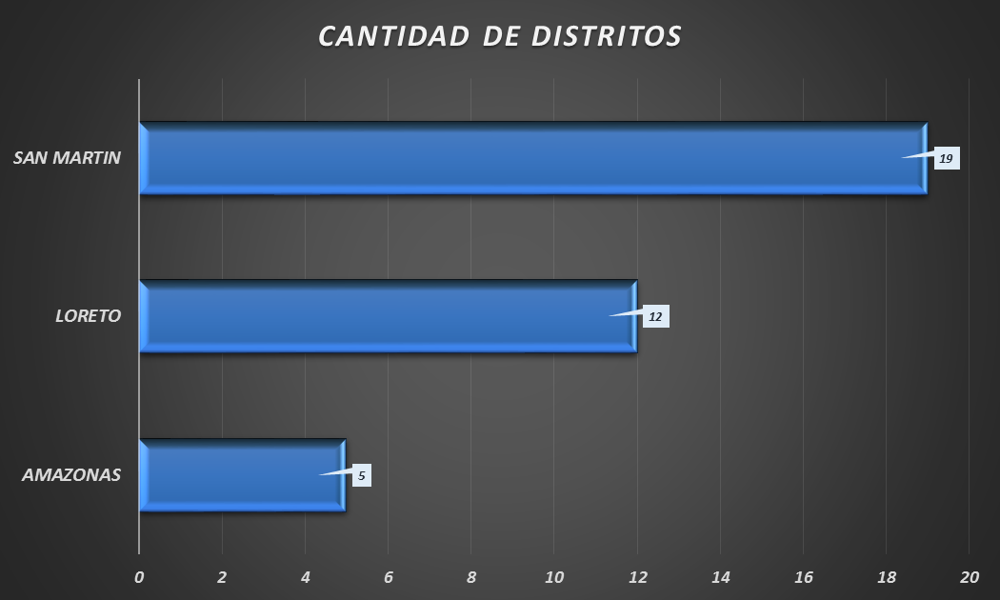 CANTIDAD DE DISTRITOS
SAN MARTIN
19
LORETO
12
AMAZONAS
5
0 2 4 6 8 10 12 14 16 18 20